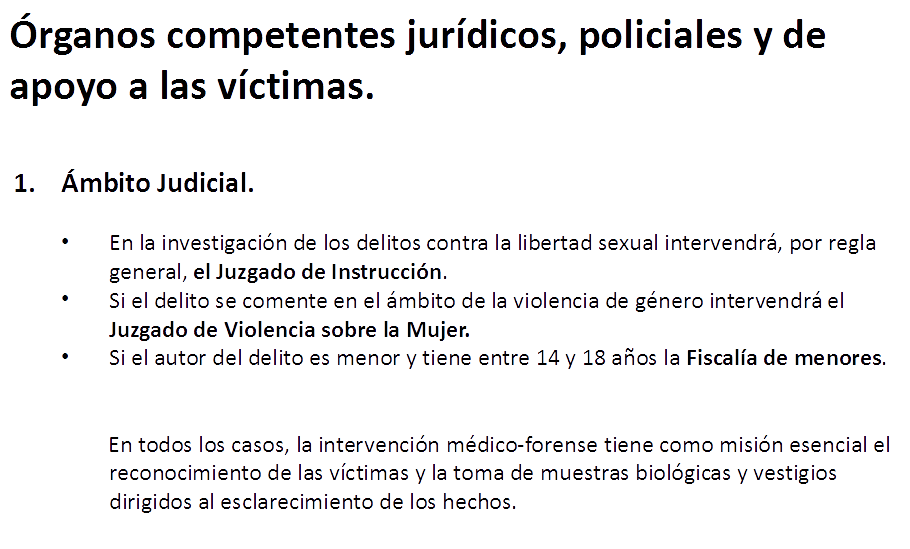 Órganos competentes jurídicos, policiales y de
apoyo a las víctimas.
1. Ámbito Judicial.
• En la investigación de los delitos contra la libertad sexual intervendrá, por regla
general, el Juzgado de Instrucción.
• Si el delito se comente en el ámbito de la violencia de género intervendrá el
Juzgado de Violencia sobre la Mujer.
• Si el autor del delito es menor y tiene entre 14 y 18 años la Fiscalía de menores.
En todos los casos, la intervención médico-forense tiene como misión esencial el
reconocimiento de las víctimas y la toma de muestras biológicas y vestigios
dirigidos al esclarecimiento de los hechos.